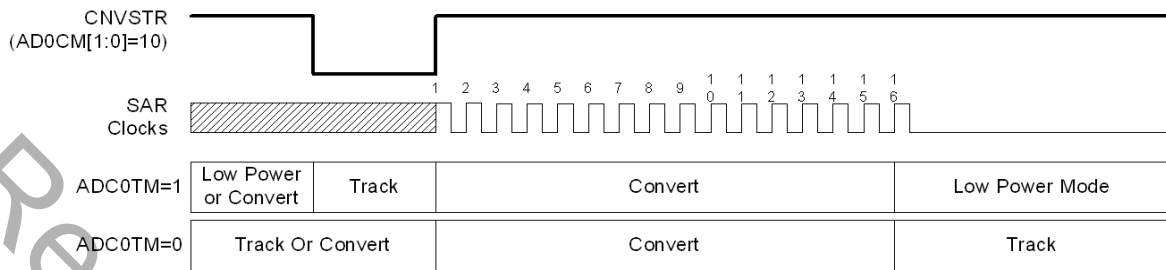 CNVSTR
(AD0CM[1:0]=10)
1 2 3 4 5 6 7 8 9 10 11 12 13 14 15 16
SAR
Clocks
ADC0TM=1
Low Power
or Convert
Track
Convert
Low Power Mode
ADC0TM=0
Track Or Convert
Convert
Track
Re